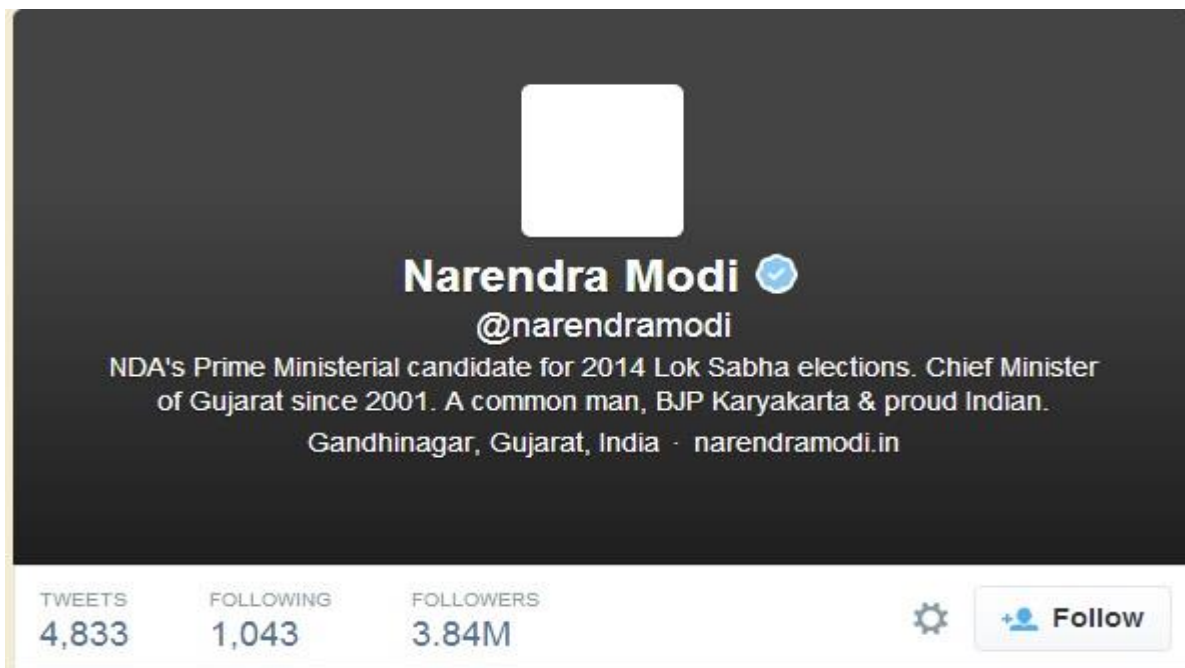 Narendra Modi
@narendramodi
NDA's Prime Ministerial candidate for 2014 Lok Sabha elections. Chief Minister
of Gujarat since 2001. A common man, BJP Karyakarta & proud Indian.
Gandhinagar, Gujarat, India · narendramodi.in
TWEETS FOLLOWING FOLLOWERS
4,833 1,043 3.84M
Follow